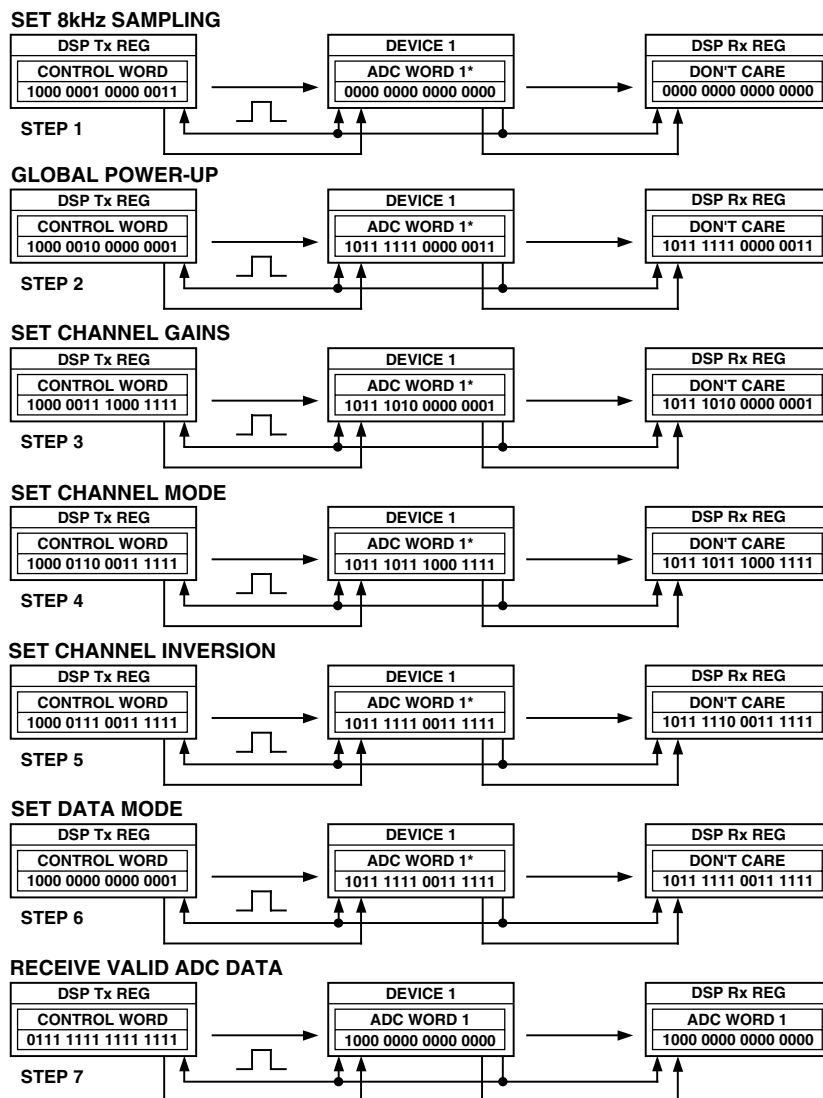 SET 8kHz SAMPLING
DSP Tx REG DEVICE 1 DSP Rx REG
CONTROL WORD ADC WORD 1* DON'T CARE
1000 0001 0000 0011 0000 0000 0000 0000 0000 0000 0000 0000
STEP 1
GLOBAL POWER-UP
DSP Tx REG DEVICE 1 DSP Rx REG
CONTROL WORD ADC WORD 1* DON'T CARE
1000 0010 0000 0001 1011 1111 0000 0011 1011 1111 0000 0011
STEP 2
SET CHANNEL GAINS
DSP Tx REG DEVICE 1 DSP Rx REG
CONTROL WORD ADC WORD 1* DON'T CARE
1000 0011 1000 1111 1011 1010 0000 0001 1011 1010 0000 0001
STEP 3
SET CHANNEL MODE
DSP Tx REG DEVICE 1 DSP Rx REG
CONTROL WORD ADC WORD 1* DON'T CARE
1000 0110 0011 1111 1011 1011 1000 1111 1011 1011 1000 1111
STEP 4
SET CHANNEL INVERSION
DSP Tx REG DEVICE 1 DSP Rx REG
CONTROL WORD ADC WORD 1* DON'T CARE
1000 0111 0011 1111 1011 1111 0011 1111 1011 1110 0011 1111
STEP 5
SET DATA MODE
DSP Tx REG DEVICE 1 DSP Rx REG
CONTROL WORD ADC WORD 1* DON'T CARE
1000 0000 0000 0001 1011 1111 0011 1111 1011 1111 0011 1111
STEP 6
RECEIVE VALID ADC DATA
DSP Tx REG DEVICE 1 DSP Rx REG
CONTROL WORD ADC WORD 1 ADC WORD 1
0111 1111 1111 1111 1000 0000 0000 0000 1000 0000 0000 0000
STEP 7